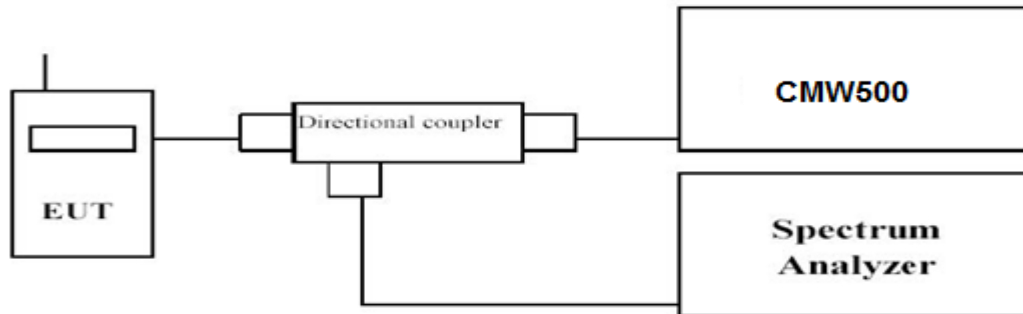 CMW500
Directional coupler
EUT
Spectrum
Analyzer